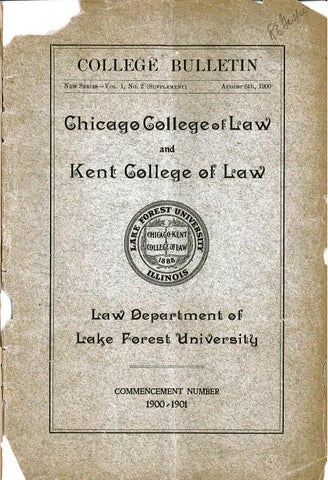 COLLEGE BULLETIN
NEW SERIES—VOL. 1, NO. 2 (SUPPLEMENT) AUGUST 6th, 1900
Chicago College of Law
and
Kent College of Law
LAKE FOREST UNIVERSITY
CHICAGO-KENT
COLLEGE OF LAW
1888
ILLINOIS
Law Department of
Lake Forest University
COMMENCEMENT NUMBER
1900-1901